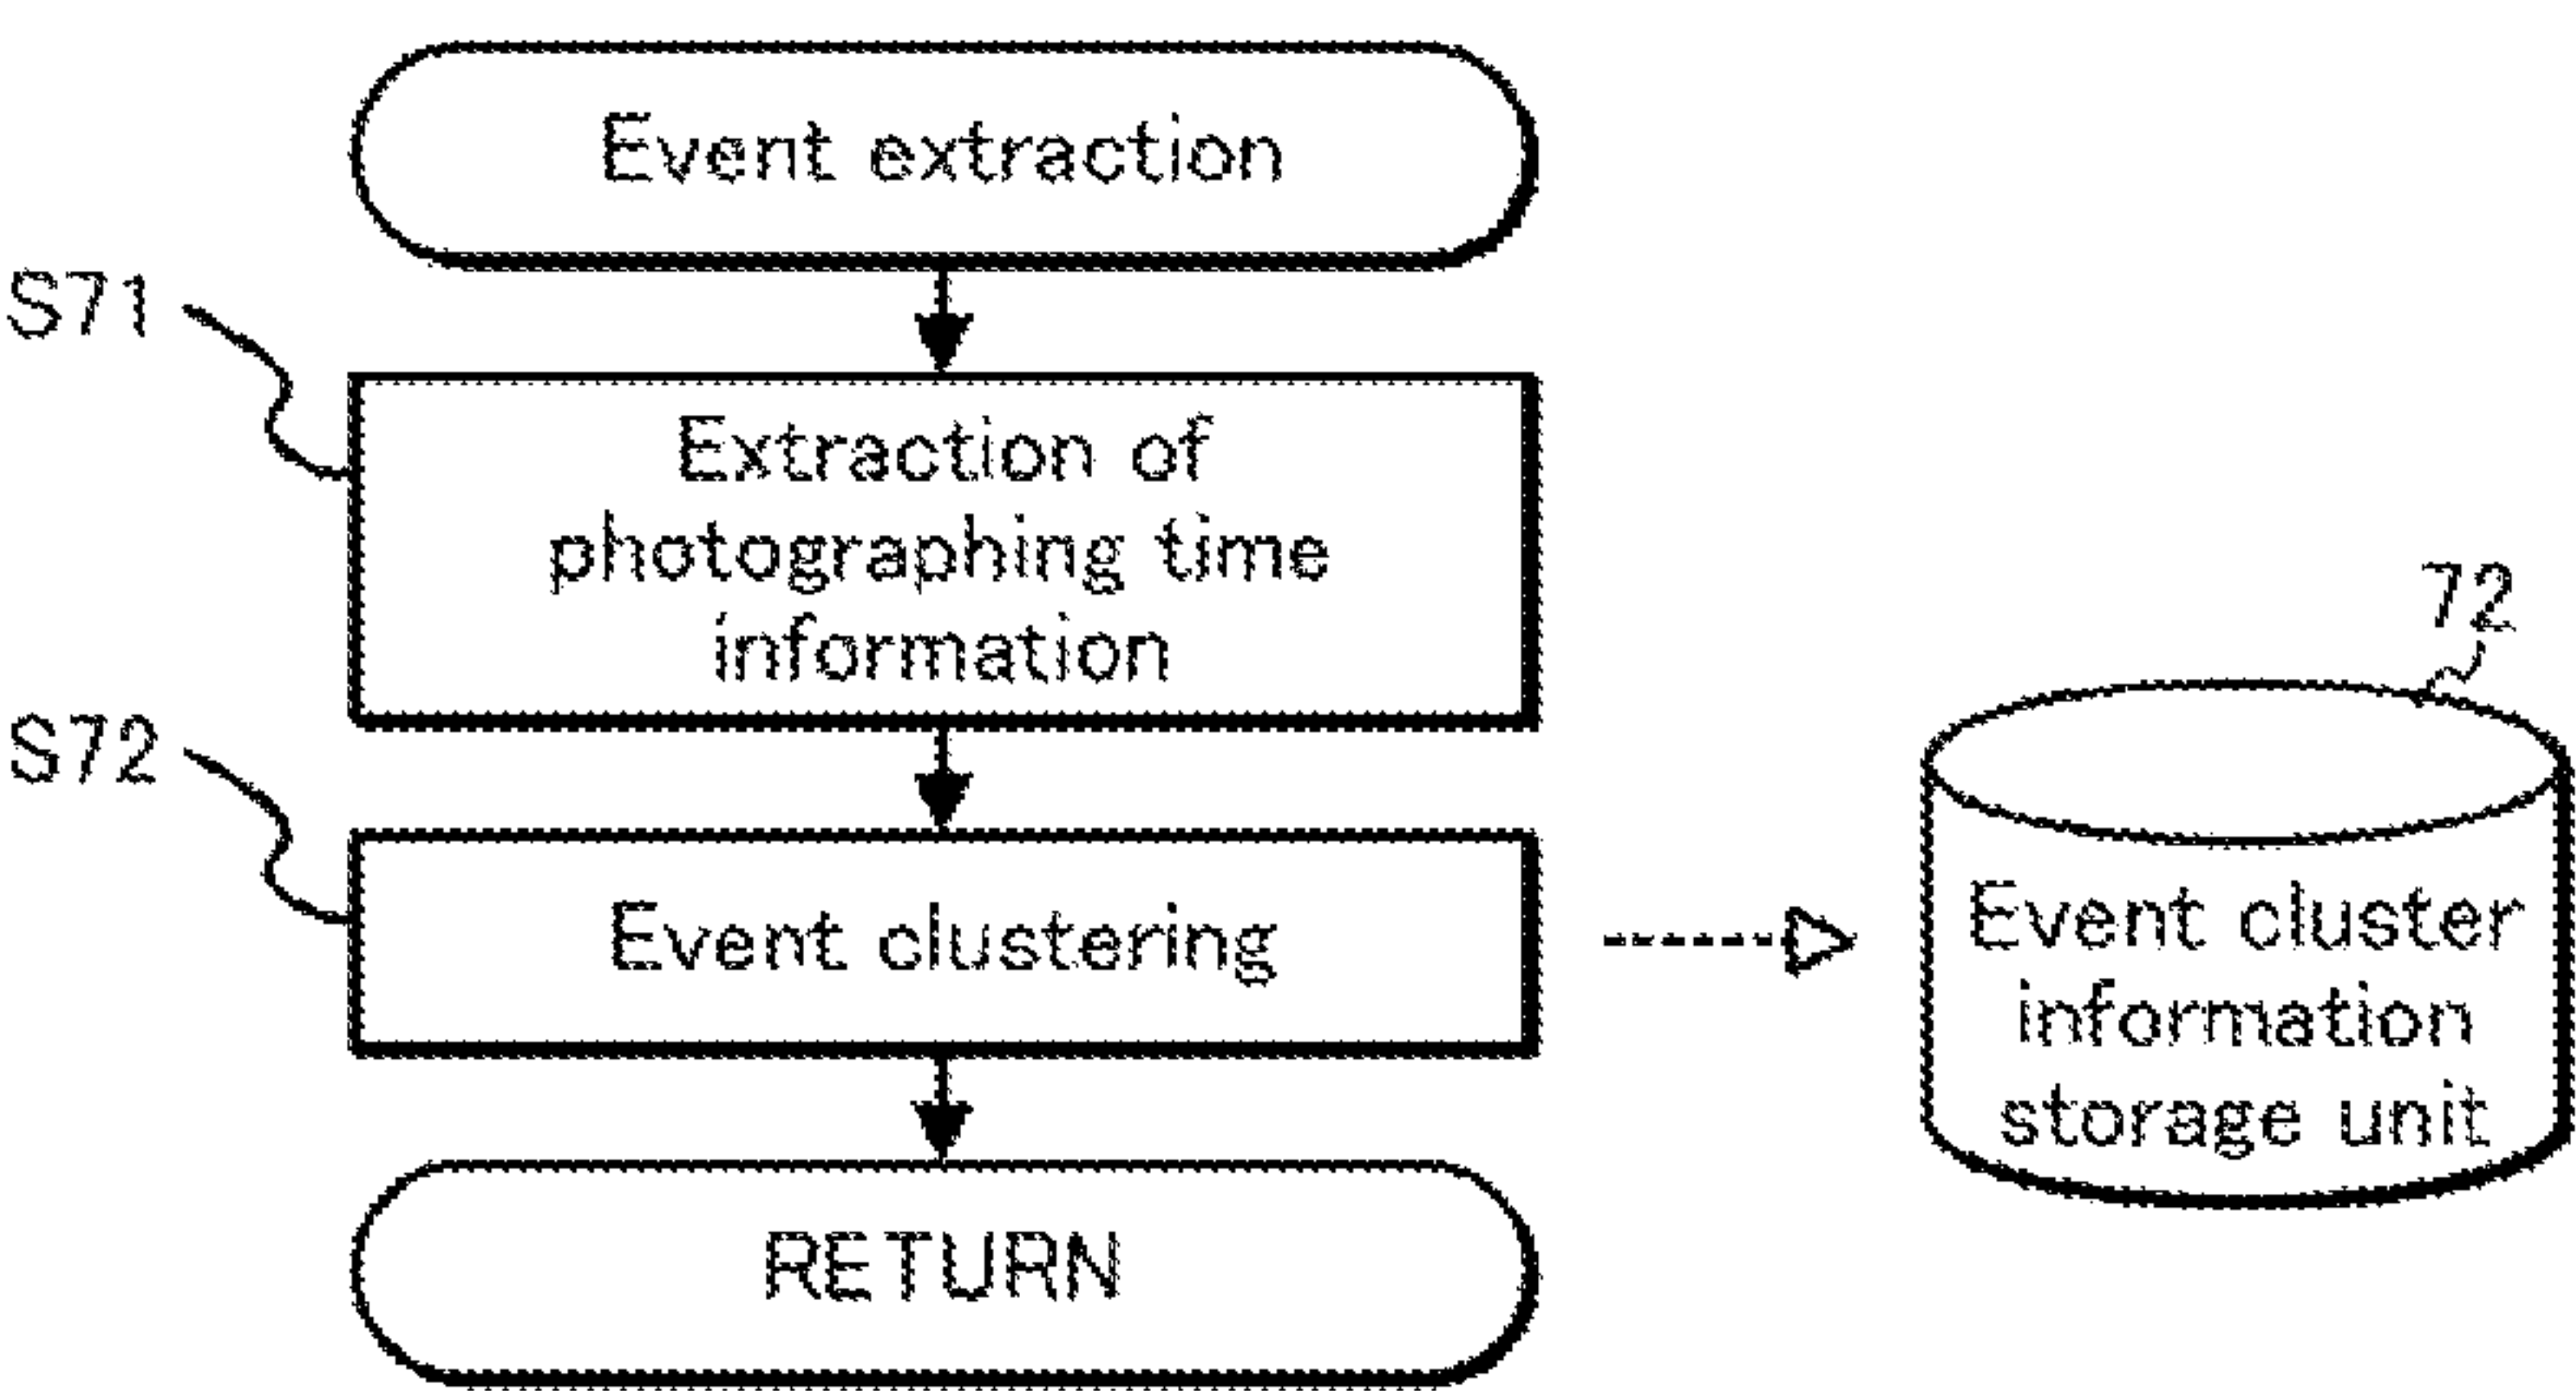 Event extraction
S71
Extraction of
photographing time
information
S72
Event clustering
72
Event cluster
information
storage unit
RETURN